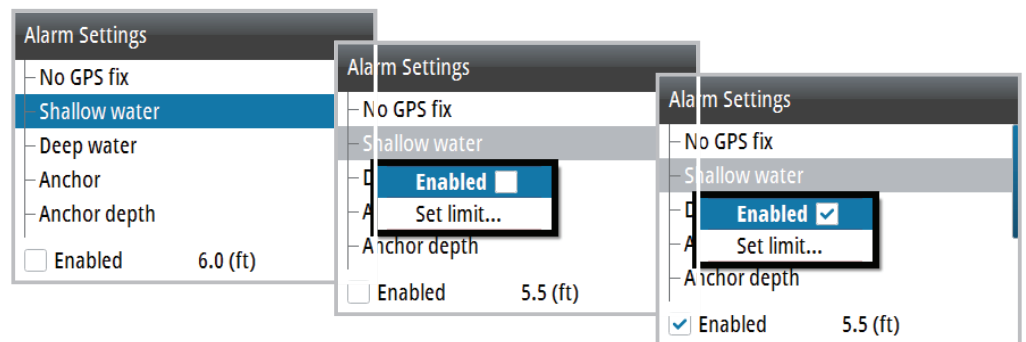 Alarm Settings
No GPS fix
Shallow water
Deep water
Anchor
Anchor depth
Enabled 6.0 (ft)
Alarm Settings
No GPS fix
Shallow water
D
Enabled
A
Set limit...
Anchor depth
Enabled 5.5 (ft)
Alarm Settings
No GPS fix
Shallow water
D
Enabled
A
Set limit...
Anchor depth
Enabled 5.5 (ft)